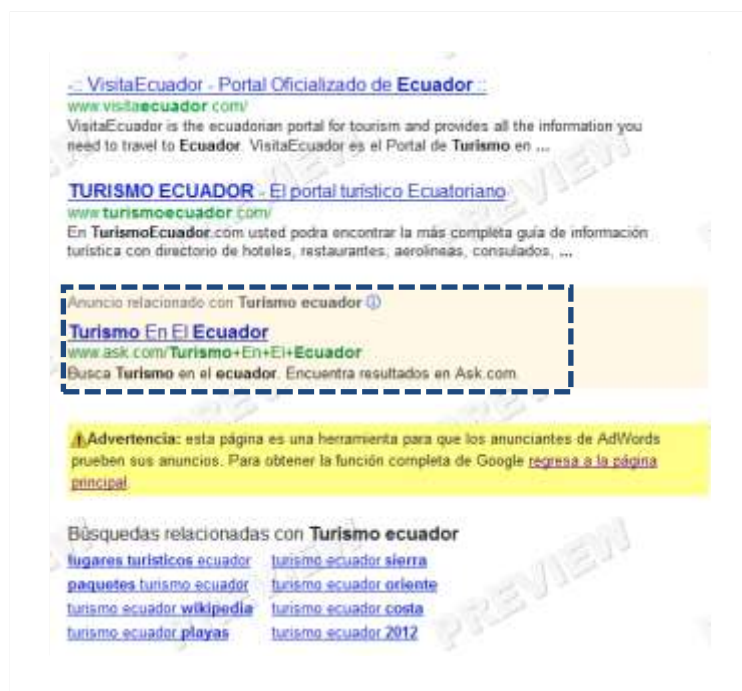 -:: VisitaEcuador - Portal Oficializado de Ecuador ::
www.visitaecuador.com/
VisitaEcuador is the ecuadorian portal for tourism and provides all the information you
need to travel to Ecuador. VisitaEcuador es el Portal de Turismo en ...
TURISMO ECUADOR - El portal turístico Ecuatoriano
www.turismoecuador.com/
En TurismoEcuador.com usted podra encontrar la más completa guía de información
turística con directorio de hoteles, restaurantes, aerolíneas, consulados, ...
Anuncio relacionado con Turismo ecuador
Turismo En El Ecuador
www.ask.com/Turismo+En+El+Ecuador
Busca Turismo en el ecuador. Encuentra resultados en Ask.com.
Advertencia: esta página es una herramienta para que los anunciantes de AdWords
prueben sus anuncios. Para obtener la función completa de Google regresa a la página
principal.
Búsquedas relacionadas con Turismo ecuador
lugares turisticos ecuador turismo ecuador sierra
paquetes turismo ecuador turismo ecuador oriente
turismo ecuador wikipedia turismo ecuador costa
turismo ecuador playas turismo ecuador 2012
PREVIEW
PREVIEW